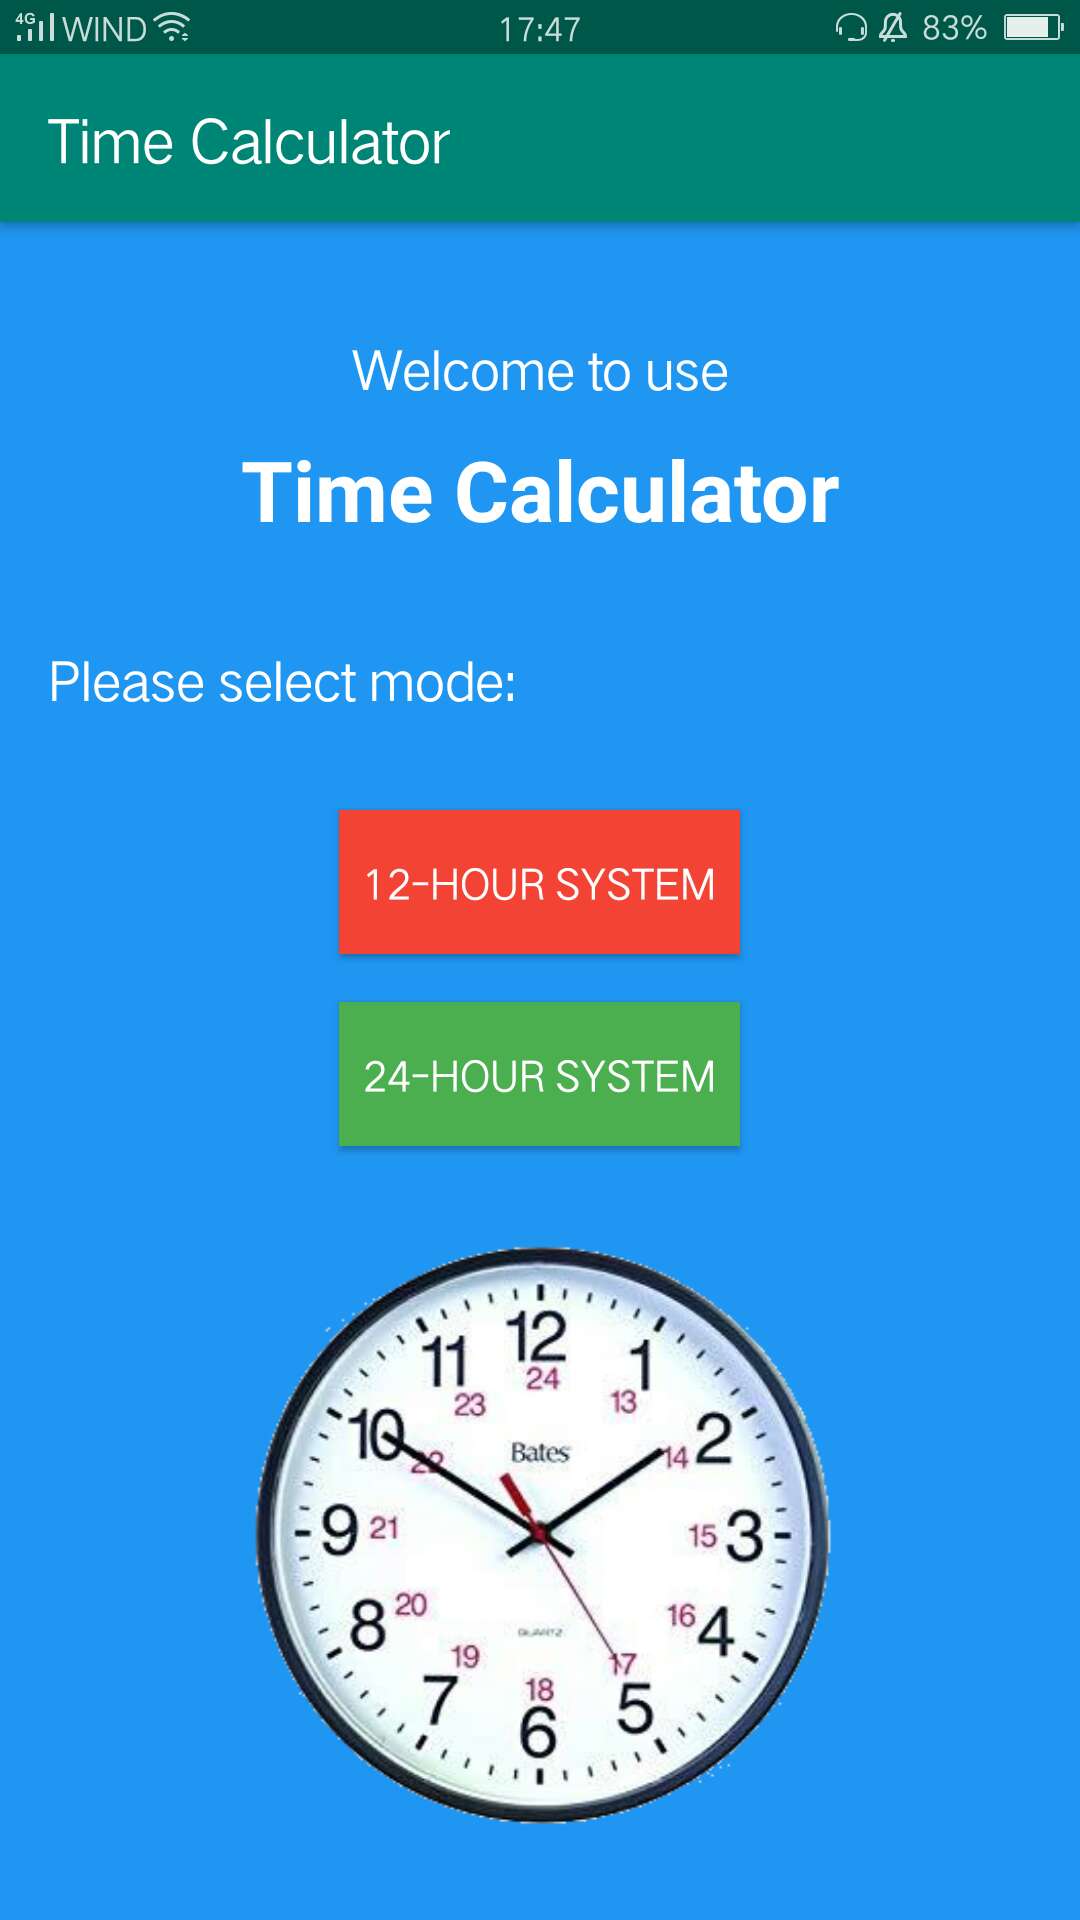 4G WIND 17:47 83%
Time Calculator
Welcome to use
Time Calculator
Please select mode:
12-HOUR SYSTEM
24-HOUR SYSTEM
12
11 1
24
23 13
10 2
Bates
22 14
9 21 15 3
20 16
8 4
QUARTZ
19 17
18
7 5
6